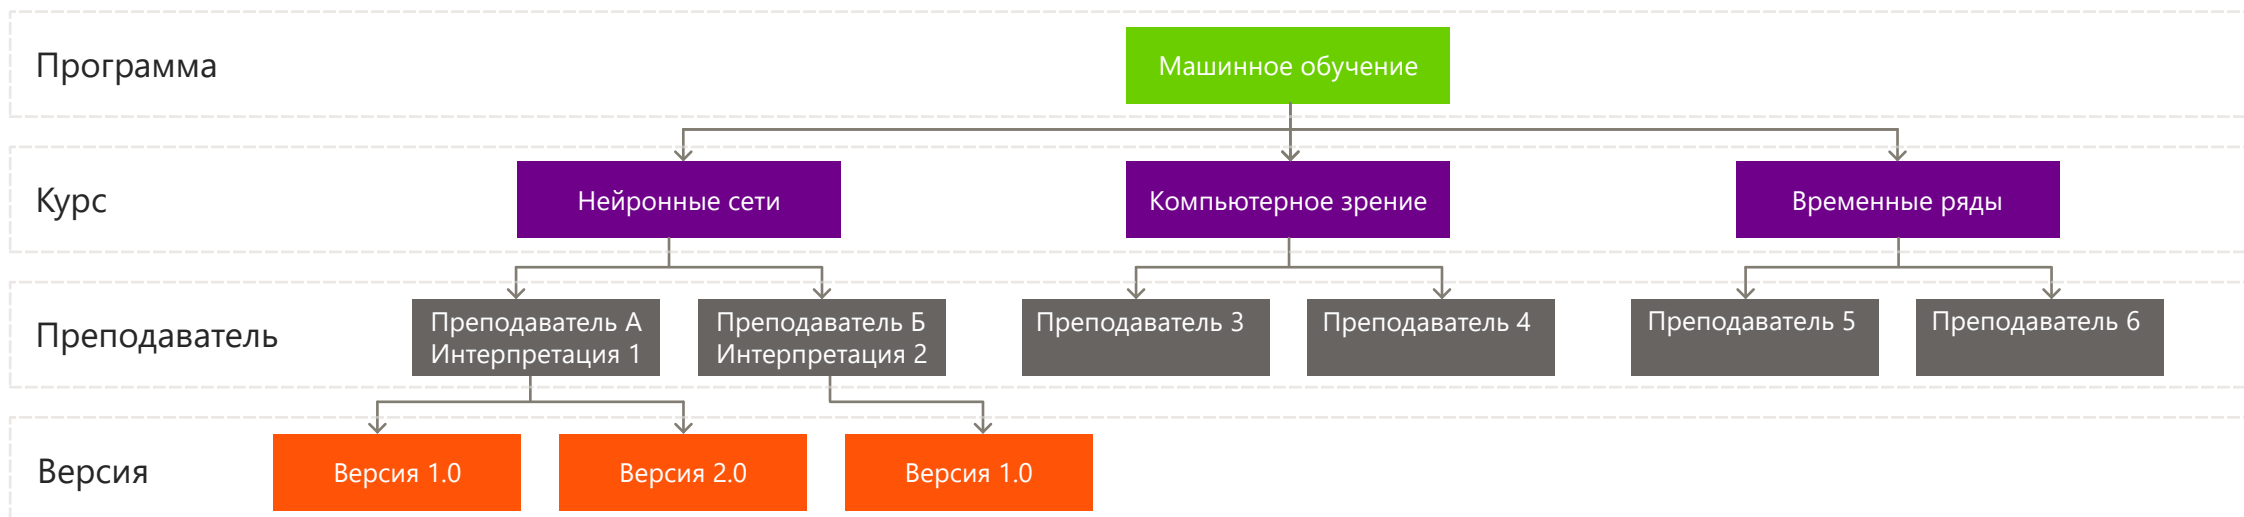 Программа
Машинное обучение
Курс
Нейронные сети
Компьютерное зрение
Временные ряды
Преподаватель
Преподаватель А
Интерпретация 1
Преподаватель Б
Интерпретация 2
Преподаватель 3
Преподаватель 4
Преподаватель 5
Преподаватель 6
Версия
Версия 1.0
Версия 2.0
Версия 1.0